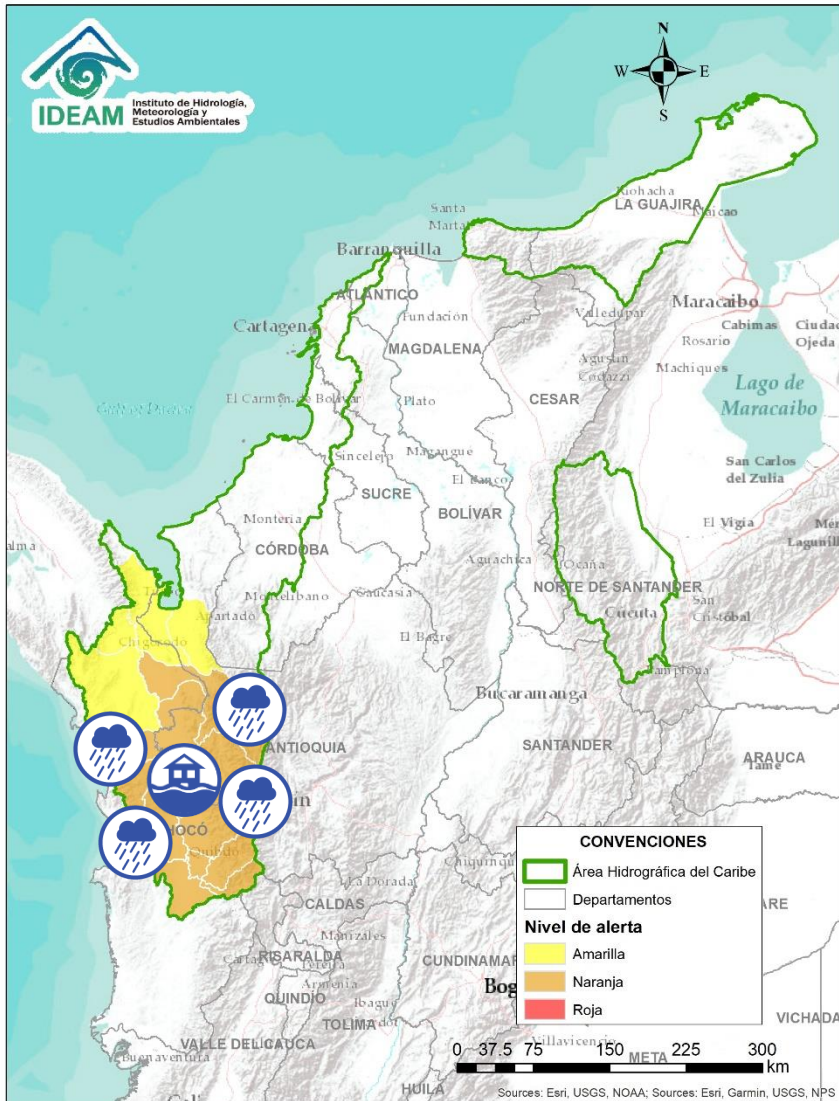 IDEAM
Instituto de Hidrología,
Meteorología y
Estudios Ambientales
N
W
E
S
Riohacha
LA GUAJIRA
Maicao
Santa
Marta
Barranquilla
ATLÁNTICO
Maracaibo
Cartagena
Fundación
Valledupar
Cabimas
Ciudad
Ojeda
Rosario
MAGDALENA
Agustín
Codazzi
Machiques
CESAR
Lago de
Maracaibo
El Carmen de Bolívar
Plato
Sincelejo
Magangué
San Carlos
del Zulia
El Banco
SUCRE
Montería
BOLÍVAR
El Vigía
CÓRDOBA
Aguachica
Ocaña
NORTE DE SANTANDER
Montelíbano
Caucasia
Apartadó
Cúcuta
San
Cristóbal
Chigorodó
El Bagre
Pamplona
Bucaramanga
ANTIOQUIA
SANTANDER
ARAUCA
Tame
Quibdó
La Dorada
CALDAS
Manizales
RISARALDA
Pereira
Armenia
QUINDÍO
Ibagué
TOLIMA
VALLE DEL CAUCA
Buenaventura
HUILA
Villavicencio
META
VICHADA
CONVENCIONES
Área Hidrográfica del Caribe
Departamentos
Nivel de alerta
Amarilla
Naranja
Roja
0 37.5 75 150 225 300
km
Sources: Esri, USGS, NOAA; Sources: Esri, Garmin, USGS, NPS